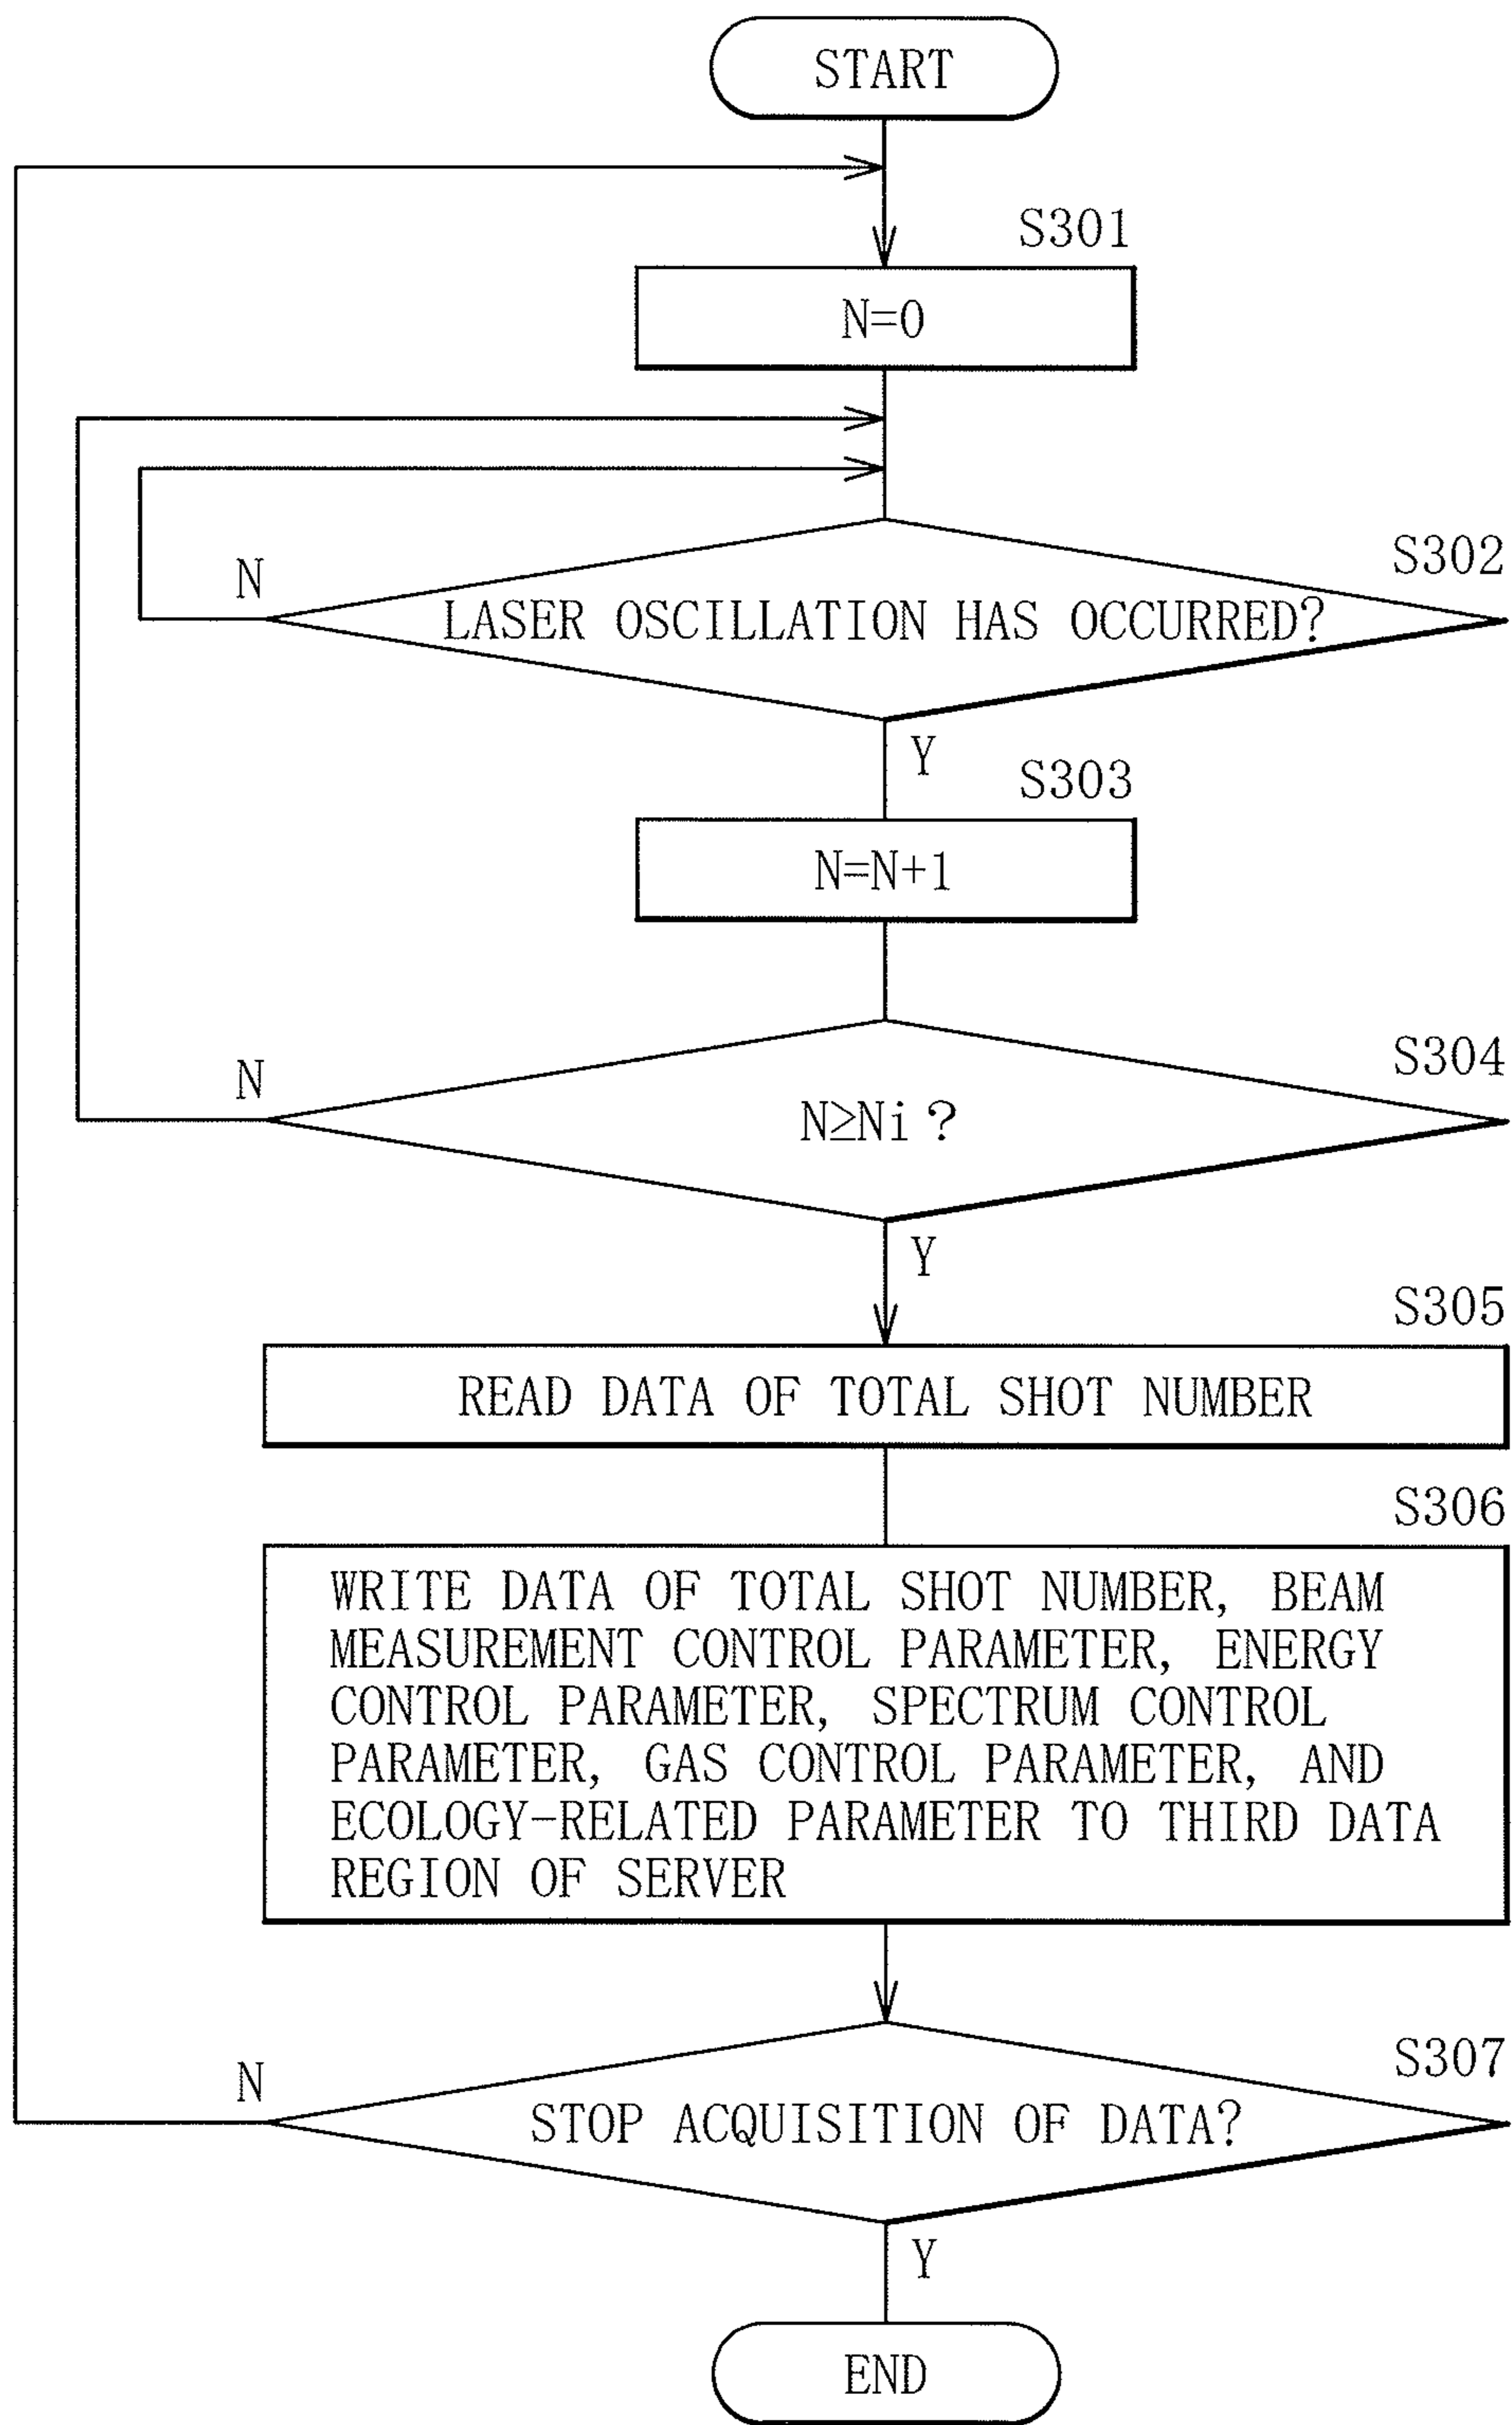 START
S301
N=0
S302
N
LASER OSCILLATION HAS OCCURRED?
Y
S303
N=N+1
S304
N
N≥Ni ?
Y
S305
READ DATA OF TOTAL SHOT NUMBER
S306
WRITE DATA OF TOTAL SHOT NUMBER, BEAM
MEASUREMENT CONTROL PARAMETER, ENERGY
CONTROL PARAMETER, SPECTRUM CONTROL
PARAMETER, GAS CONTROL PARAMETER, AND
ECOLOGY-RELATED PARAMETER TO THIRD DATA
REGION OF SERVER
S307
N
STOP ACQUISITION OF DATA?
Y
END